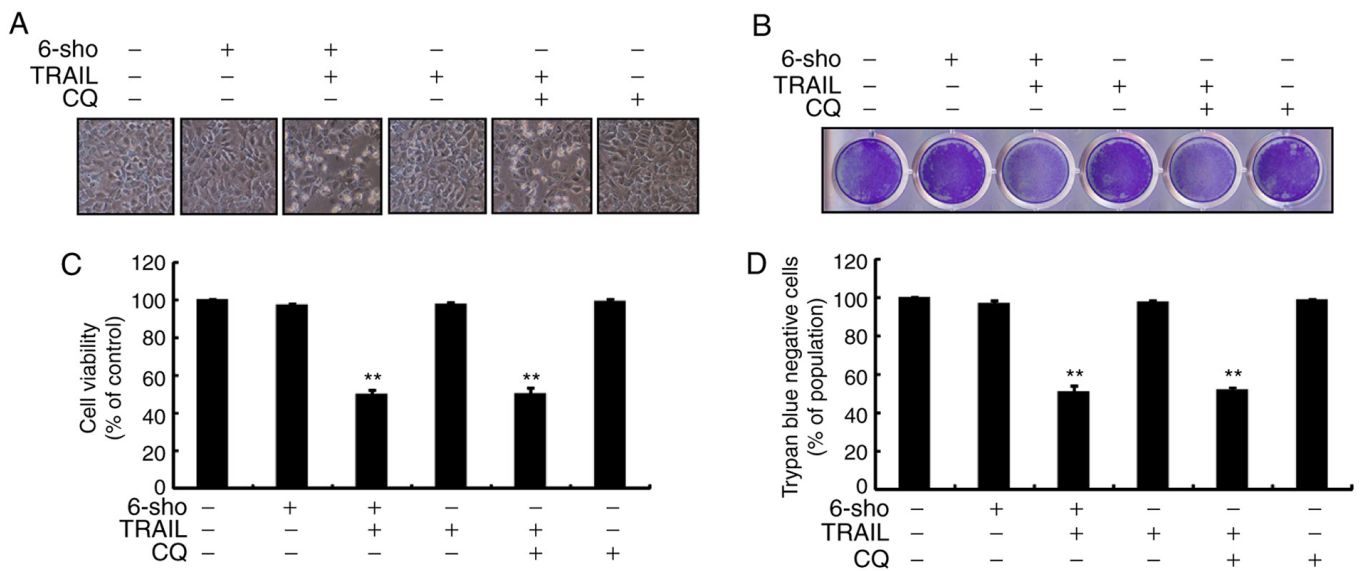 A
6-sho − + + − − −
TRAIL − − + + + −
CQ − − − − + +
B
6-sho − + + − − −
TRAIL − − + + + −
CQ − − − − + +
C
Cell viability
(% of control)
120
100
80
60
40
20
0
** **
6-sho − + + − − −
TRAIL − − + + + −
CQ − − − − + +
D
Trypan blue negative cells
(% of population)
120
100
80
60
40
20
0
** **
6-sho − + + − − −
TRAIL − − + + + −
CQ − − − − + +